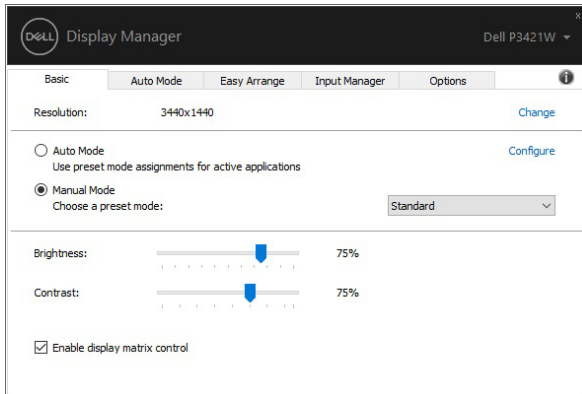 DELL Display Manager
Dell P3421W
Basic Auto Mode Easy Arrange Input Manager Options
Resolution: 3440x1440 Change
Auto Mode Configure
Use preset mode assignments for active applications
Manual Mode
Choose a preset mode: Standard
Brightness: 75%
Contrast: 75%
Enable display matrix control